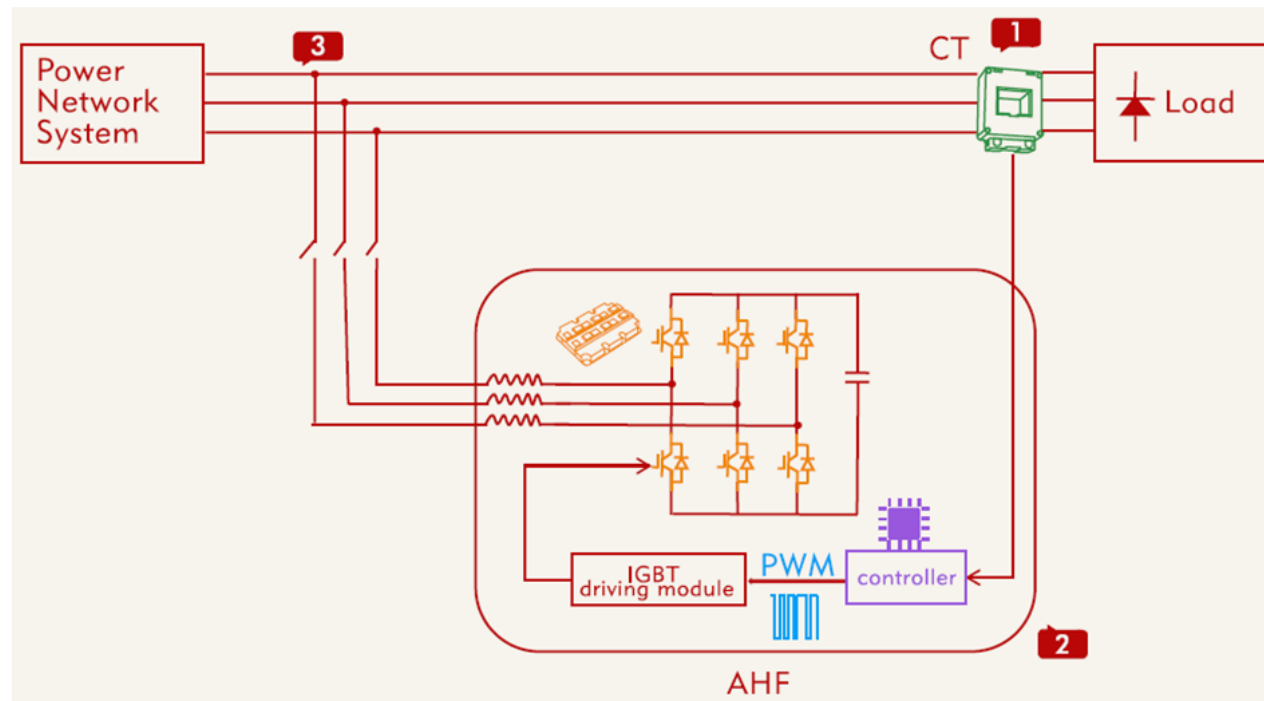 3
CT
1
Power
Network
System
Load
IGBT
driving module
PWM
controller
2
AHF